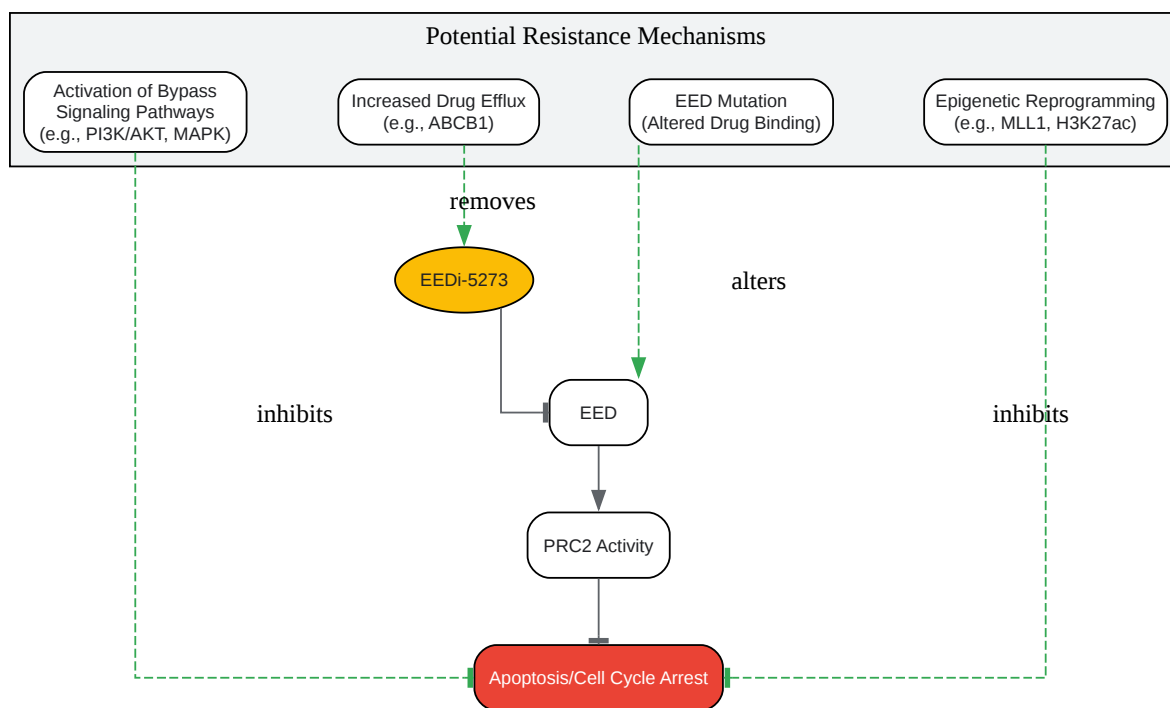 Potential Resistance Mechanisms
Activation of Bypass
Signaling Pathways
(e.g., PI3K/AKT, MAPK)
Increased Drug Efflux
(e.g., ABCB1)
EED Mutation
(Altered Drug Binding)
Epigenetic Reprogramming
(e.g., MLL1, H3K27ac)
removes
EEDi-5273
alters
EED
inhibits
inhibits
PRC2 Activity
Apoptosis/Cell Cycle Arrest